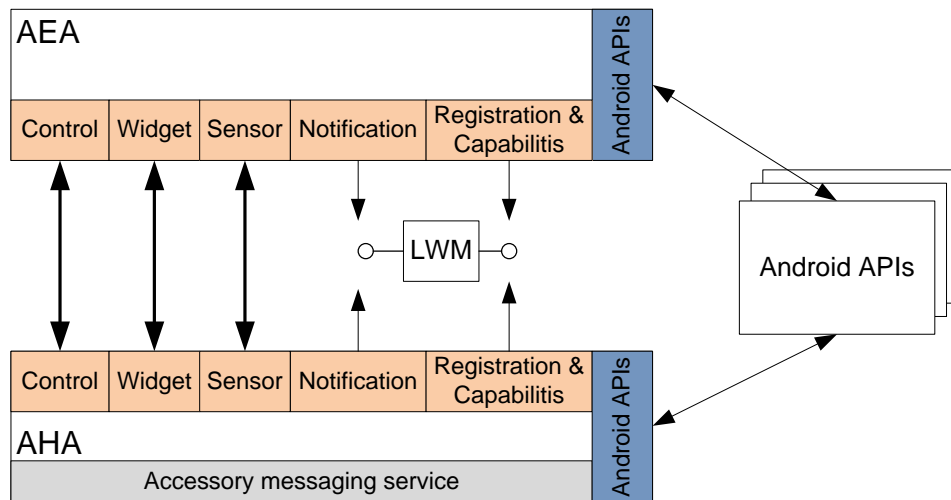 AEA
Android APIs
Control
Widget
Sensor
Notification
Registration &
Capabilitis
LWM
Android APIs
Control
Widget
Sensor
Notification
Registration &
Capabilitis
Android APIs
AHA
Accessory messaging service